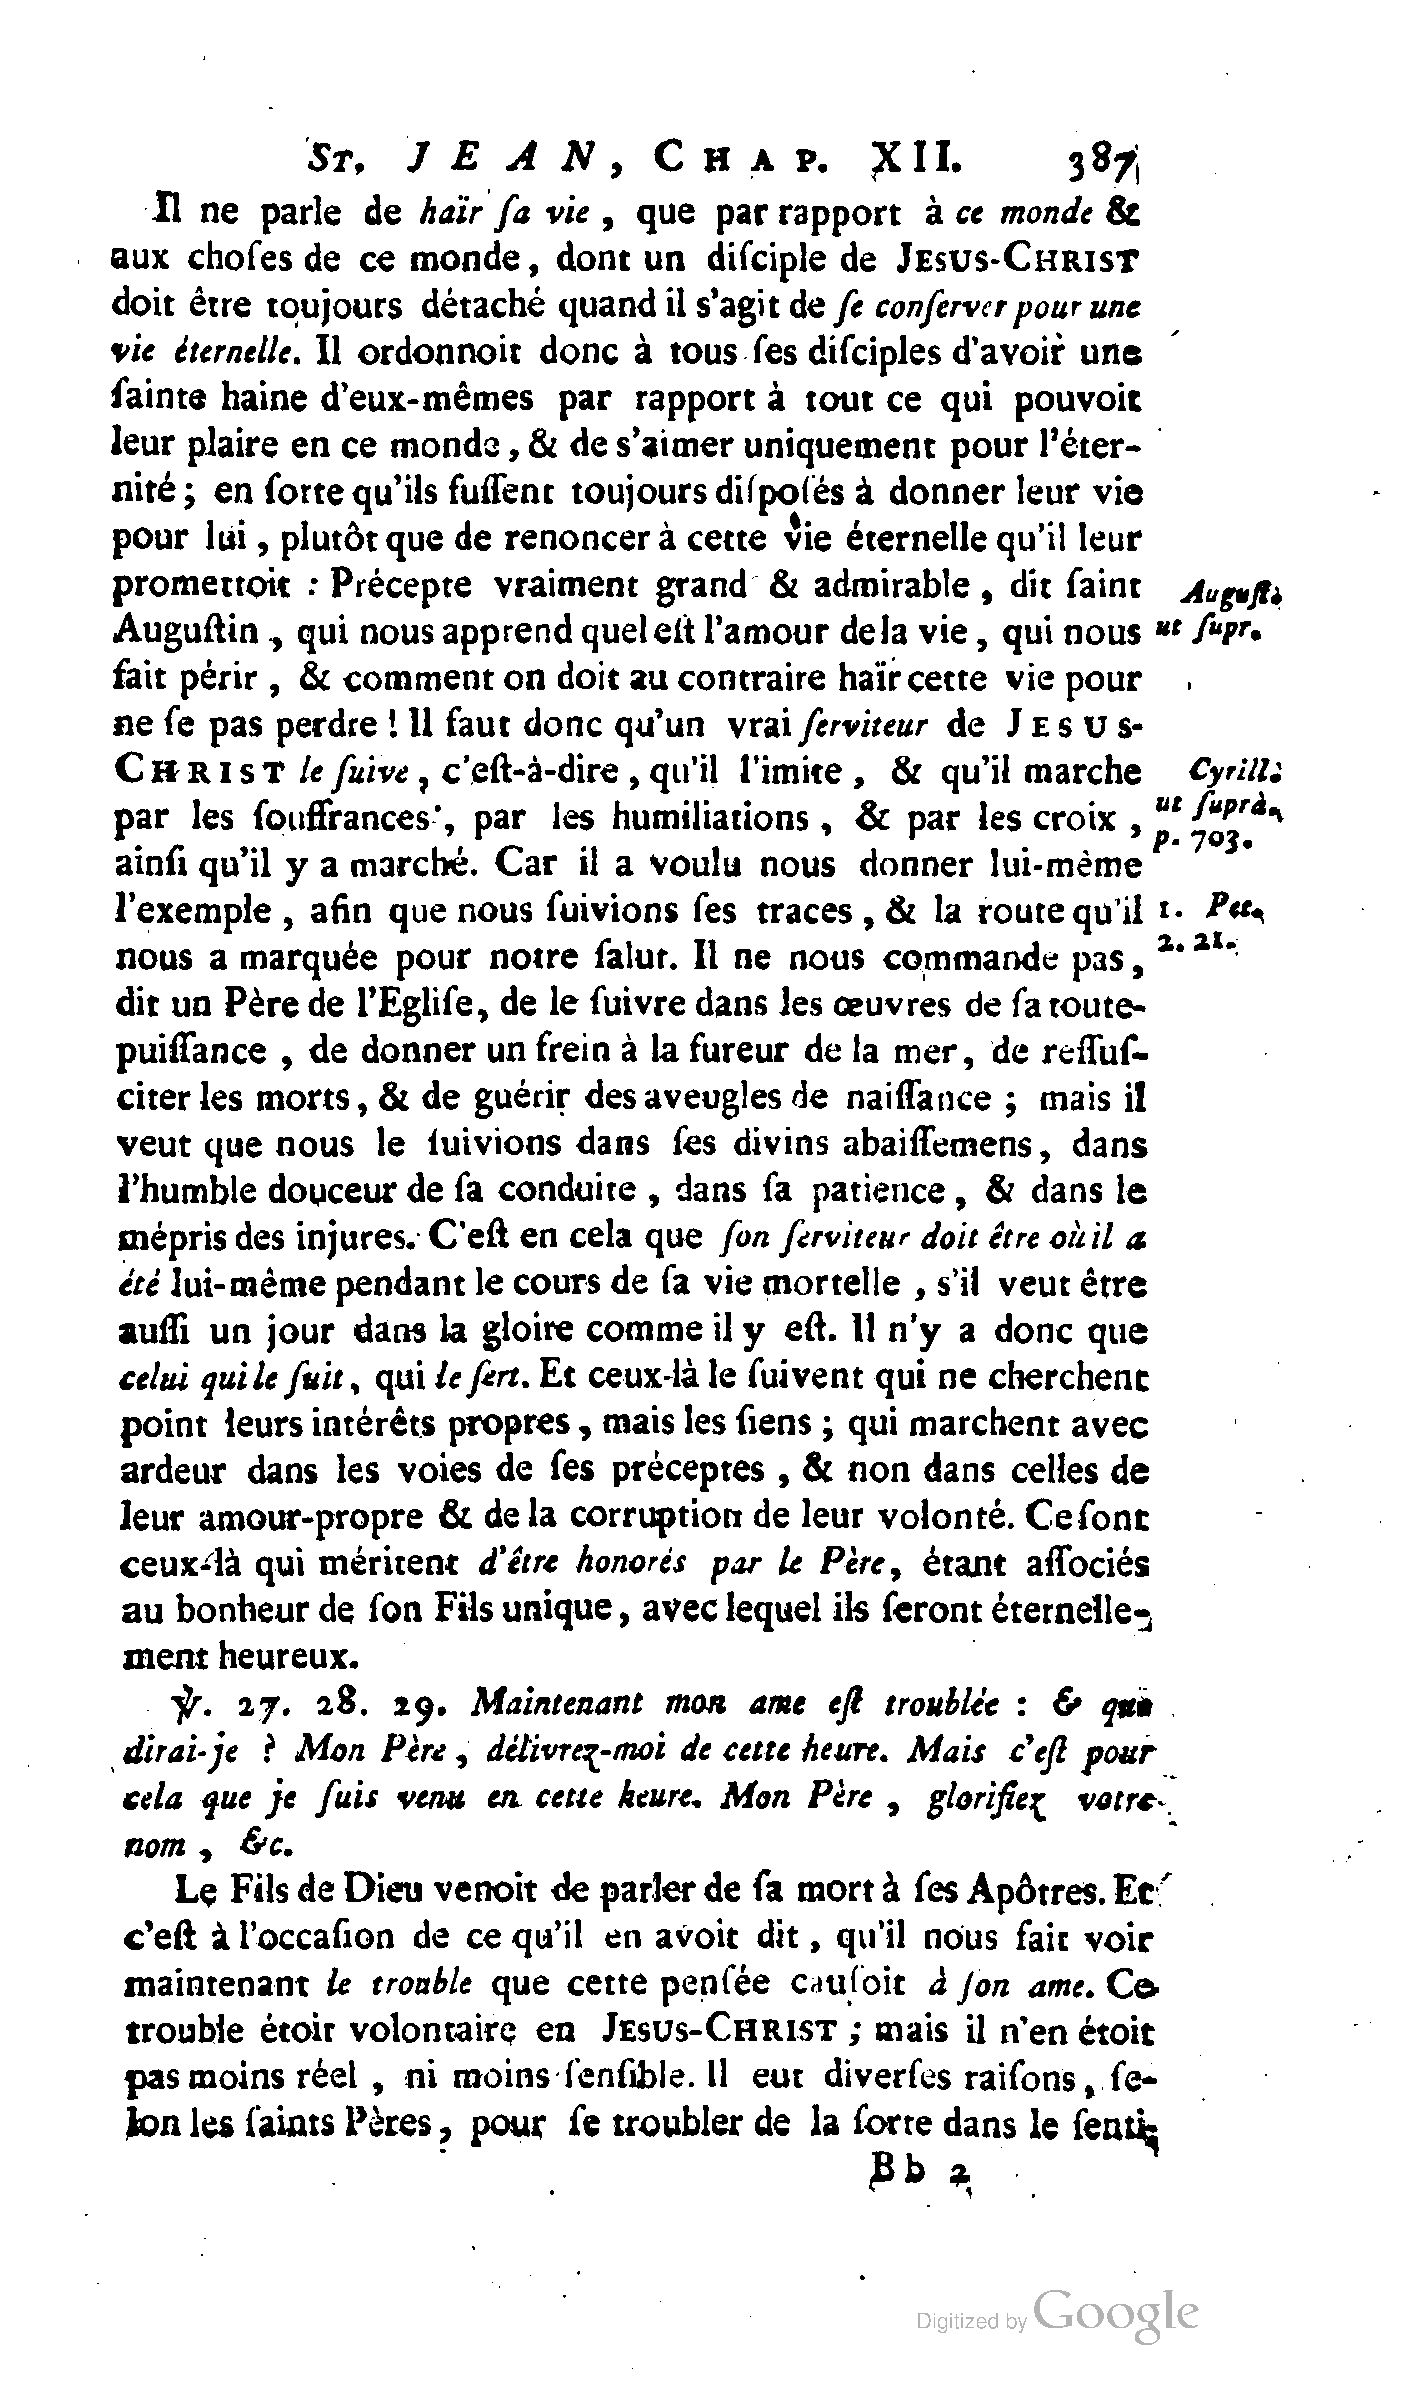 ST. JEAN, CHAP. XII. 387
Il ne parle de haïr ſa vie, que par rapport à ce monde &
aux choſes de ce monde, dont un diſciple de JESUS-CHRIST
doit être toujours détaché quand il s'agit de ſe conſerver pour une
vie éternelle. Il ordonnoit donc à tous ſes diſciples d'avoir une
ſainte haine d'eux-mêmes par rapport à tout ce qui pouvoit
leur plaire en ce monde, & de s'aimer uniquement pour l'éter-
nité; en ſorte qu'ils fuſſent toujours diſpoſés à donner leur vie
pour lui, plutôt que de renoncer à cette vie éternelle qu'il leur
promettoit : Précepte vraiment grand & admirable, dit ſaint
Auguſtin, qui nous apprend quel eſt l'amour de la vie, qui nous
fait périr, & comment on doit au contraire haïr cette vie pour
ne ſe pas perdre ! Il faut donc qu'un vrai ſerviteur de JESUS-
CHRIST le ſuive, c'eſt-à-dire, qu'il l'imite, & qu'il marche
par les ſouffrances, par les humiliations, & par les croix,
ainſi qu'il y a marché. Car il a voulu nous donner lui-même
l'exemple, afin que nous ſuivions ſes traces, & la route qu'il
nous a marquée pour notre ſalut. Il ne nous commande pas,
dit un Père de l'Egliſe, de le ſuivre dans les œuvres de ſa toute-
puiſſance, de donner un frein à la fureur de la mer, de reſſuſ-
citer les morts, & de guérir des aveugles de naiſſance ; mais il
veut que nous le ſuivions dans ſes divins abaiſſemens, dans
l'humble douceur de ſa conduite, dans ſa patience, & dans le
mépris des injures. C'eſt en cela que ſon ſerviteur doit être où il a
été lui-même pendant le cours de ſa vie mortelle, s'il veut être
auſſi un jour dans la gloire comme il y eſt. Il n'y a donc que
celui qui le ſuit, qui le ſert. Et ceux-là le ſuivent qui ne cherchent
point leurs intérêts propres, mais les ſiens ; qui marchent avec
ardeur dans les voies de ſes préceptes, & non dans celles de
leur amour-propre & de la corruption de leur volonté. Ce ſont
ceux-là qui méritent d'être honorés par le Père, étant aſſociés
au bonheur de ſon Fils unique, avec lequel ils ſeront éternelle-
ment heureux.
℣. 27. 28. 29. Maintenant mon ame eſt troublée : & que
dirai-je ? Mon Père, délivrez-moi de cette heure. Mais c'eſt pour
cela que je ſuis venu en cette heure. Mon Père, glorifiez votre
nom, &c.
Le Fils de Dieu venoit de parler de ſa mort à ſes Apôtres. Et
c'eſt à l'occaſion de ce qu'il en avoit dit, qu'il nous fait voir
maintenant le trouble que cette penſée cauſoit à ſon ame. Ce
trouble étoit volontaire en JESUS-CHRIST ; mais il n'en étoit
pas moins réel, ni moins ſenſible. Il eut diverſes raiſons, ſe-
lon les ſaints Pères, pour ſe troubler de la ſorte dans le ſenti-
Bb 2
Auguſt.
ut ſupr.
Cyrill.
ut ſuprà,
p. 703.
1. Pet.
2. 21.
Digitized by Google